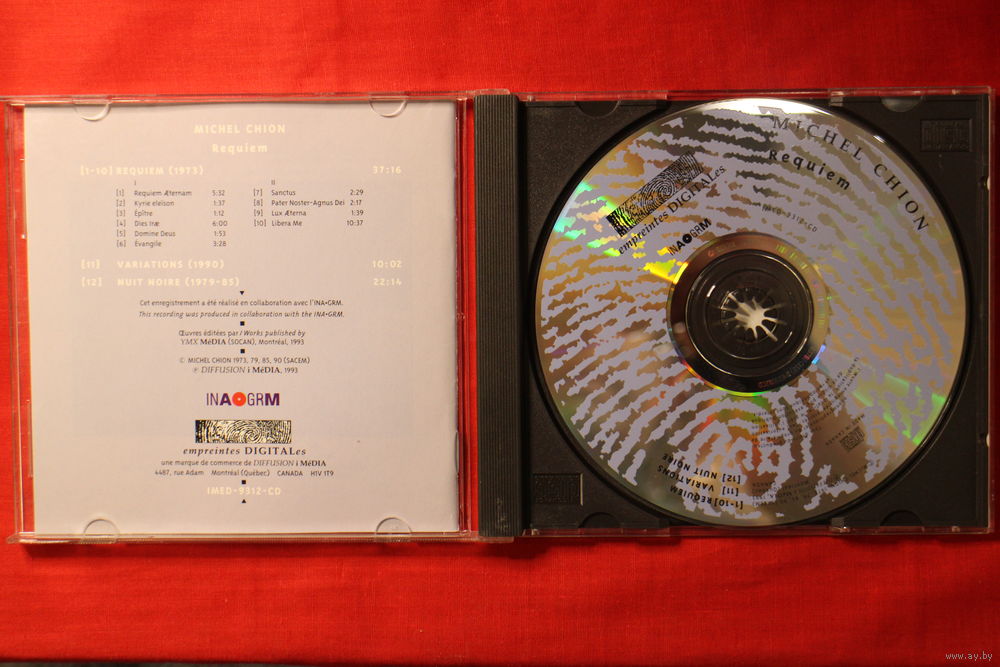 MICHEL CHION
Requiem
[1-10] REQUIEM (1973) 37:16
I
[1] Requiem Æternam 5:32
[2] Kyrie eleison 1:37
[3] Épître 1:12
[4] Dies Iræ 6:00
[5] Domine Deus 1:53
[6] Évangile 3:28
II
[7] Sanctus 2:29
[8] Pater Noster-Agnus Dei 2:17
[9] Lux Æterna 1:39
[10] Libera Me 10:37
[11] VARIATIONS (1990) 10:02
[12] NUIT NOIRE (1979-85) 22:14
Cet enregistrement a été réalisé en collaboration avec l'INA•GRM.
This recording was produced in collaboration with the INA•GRM.
Œuvres éditées par / Works published by
YMX MéDIA (SOCAN), Montréal, 1993
© MICHEL CHION 1973, 79, 85, 90 (SACEM)
℗ DIFFUSION i MéDIA, 1993
INA GRM
empreintes DIGITALes
une marque de commerce de DIFFUSION i MéDIA
4487, rue Adam Montréal (Québec) CANADA H1V 1T9
IMED-9312-CD
MICHEL CHION
Requiem
empreintes DIGITALes
INA GRM
IMED-9312-CD
[1-10] REQUIEM
[11] VARIATIONS
[12] NUIT NOIRE
www.ay.by